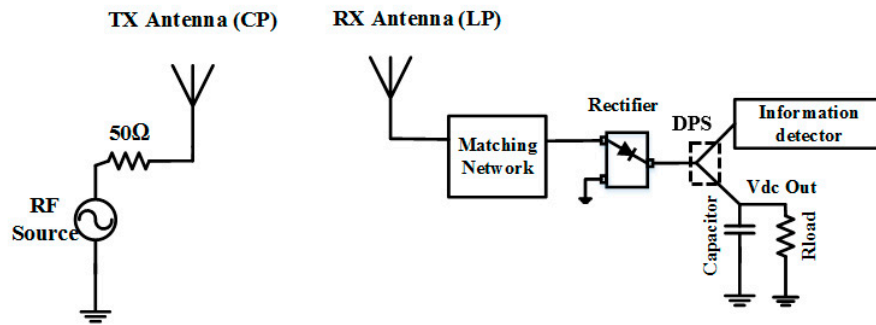 TX Antenna (CP)
RX Antenna (LP)
50Ω
RF
Source
Matching
Network
Rectifier
DPS
Information
detector
Vdc Out
Capacitor
Rload